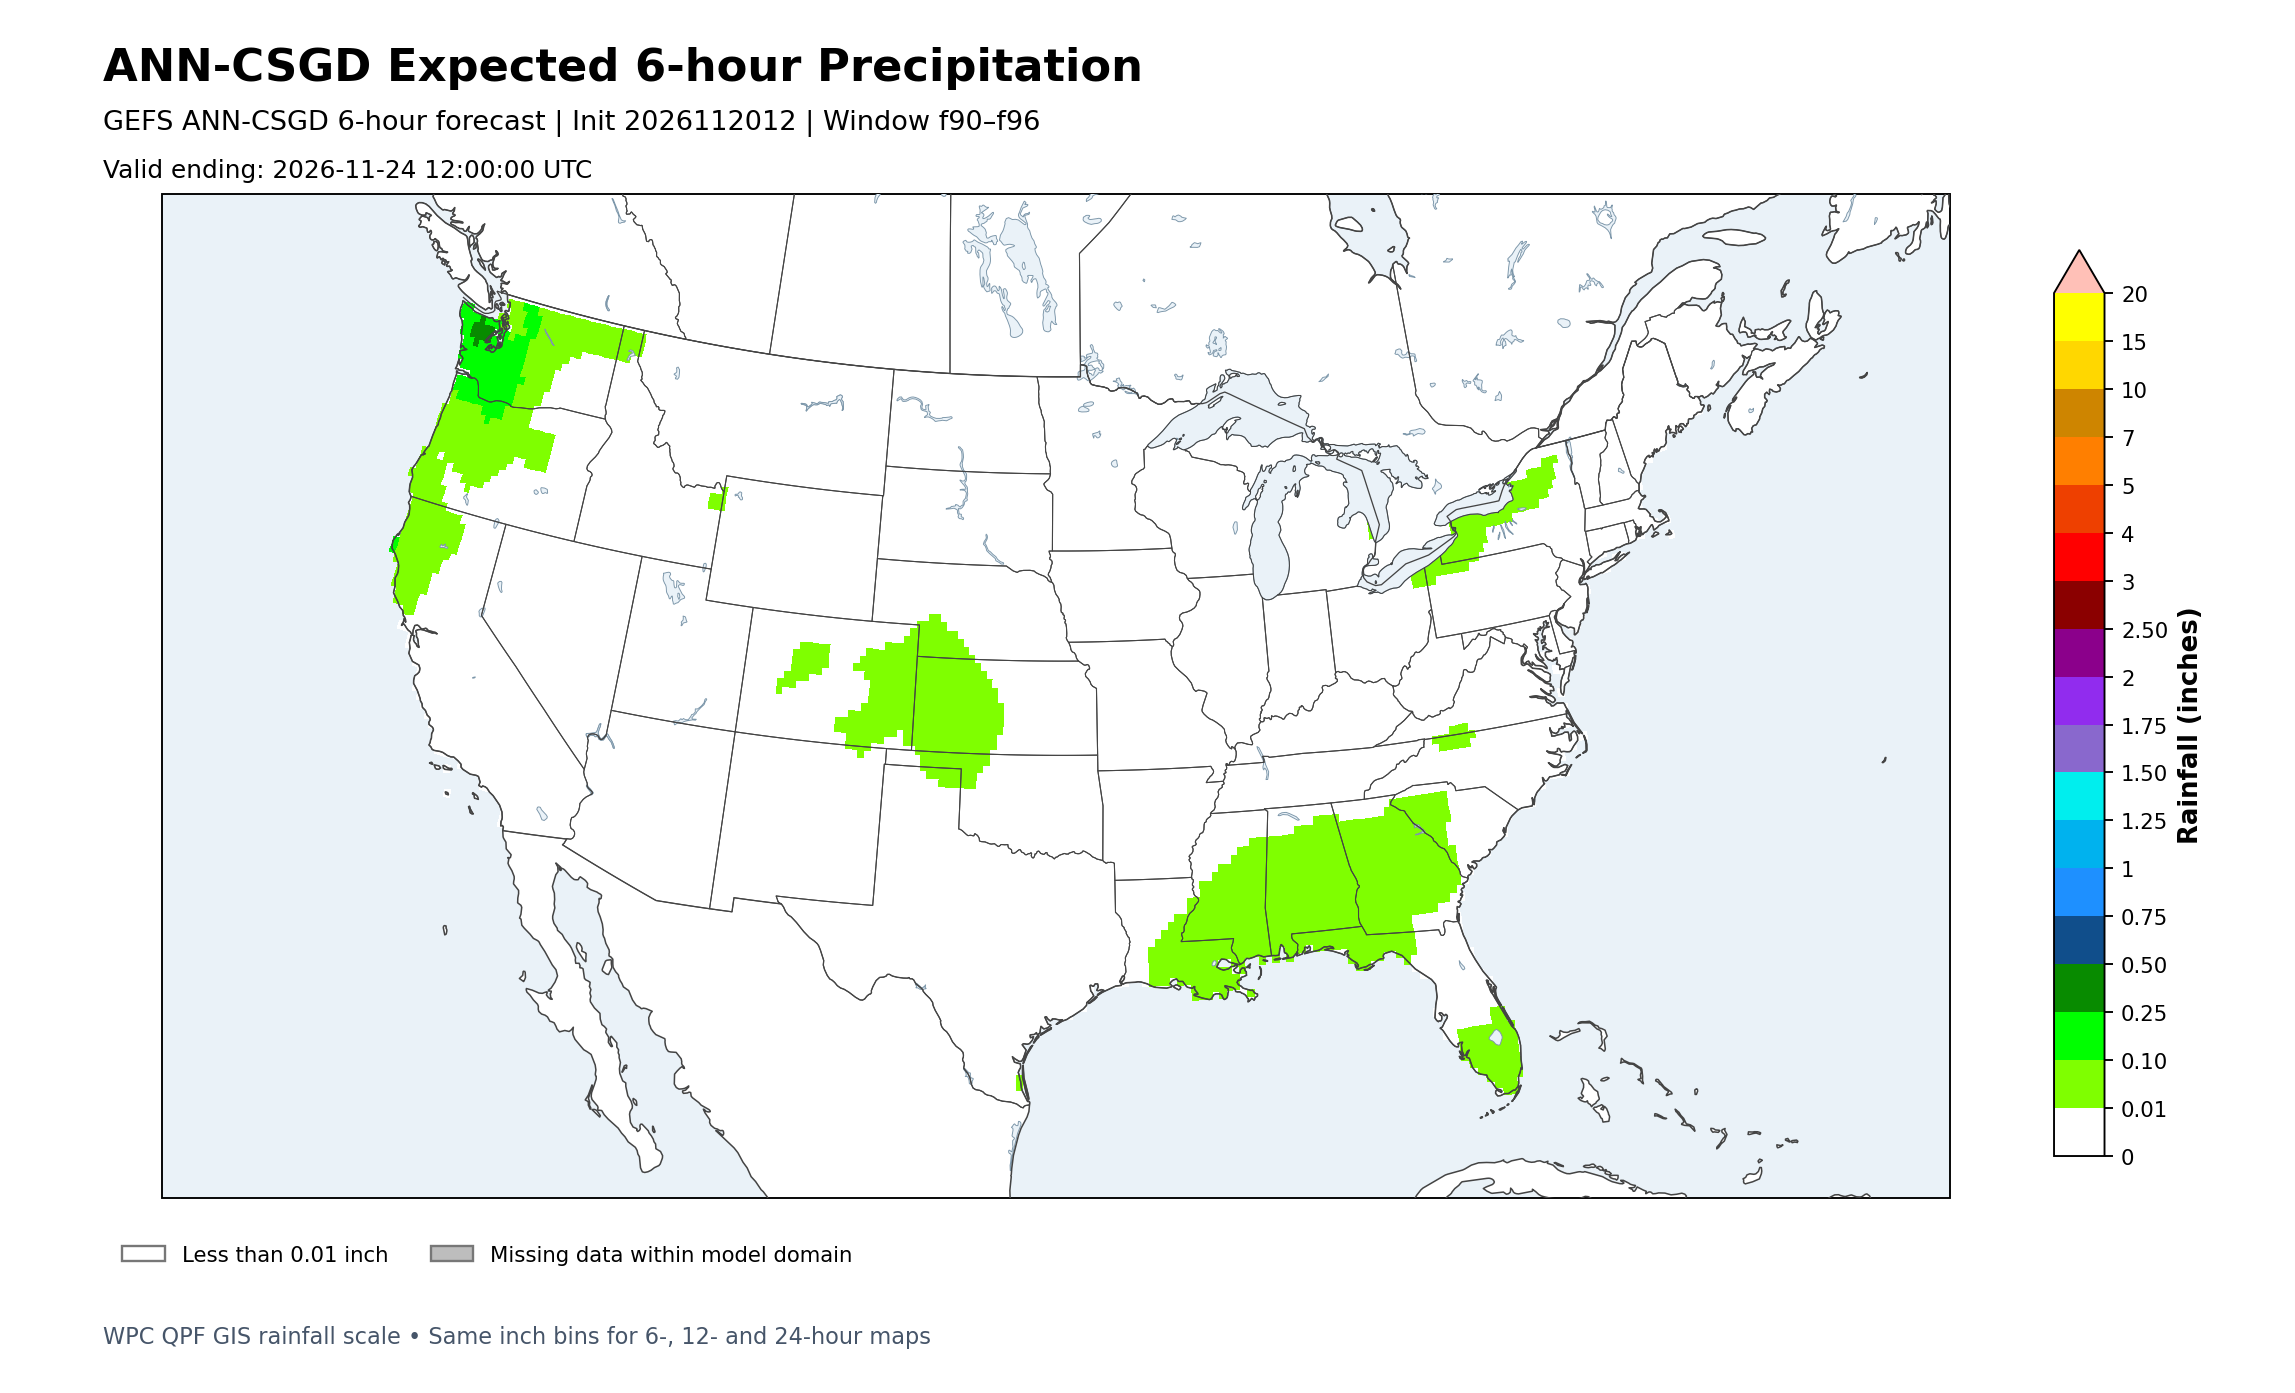 ANN-CSGD Expected 6-hour Precipitation
GEFS ANN-CSGD 6-hour forecast | Init 2026112012 | Window f90–f96
Valid ending: 2026-11-24 12:00:00 UTC
20
15
10
7
5
4
3
2.50
2
1.75
1.50
1.25
1
0.75
0.50
0.25
0.10
0.01
0
Rainfall (inches)
Less than 0.01 inch
Missing data within model domain
WPC QPF GIS rainfall scale • Same inch bins for 6-, 12- and 24-hour maps